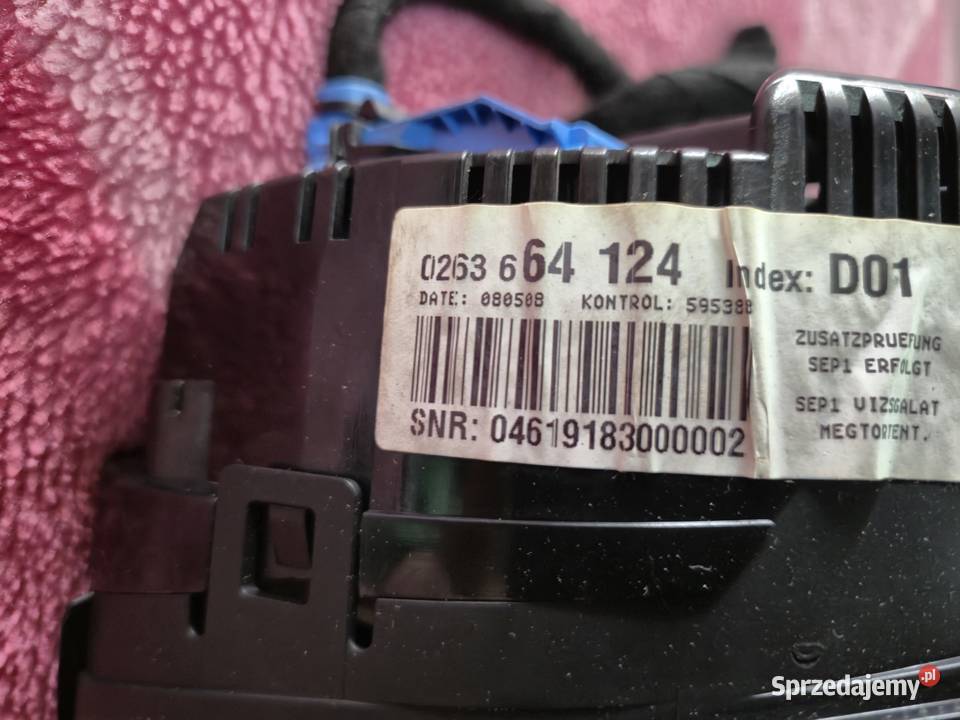 0263 664 124 Index: D01
DATE: 080508 KONTROL: 595388
ZUSATZPRUEFUNG
SEP1 ERFOLGT
SEP1 VIZSGALAT
MEGTORTENT.
SNR: 04619183000002
Sprzedajemy.pl